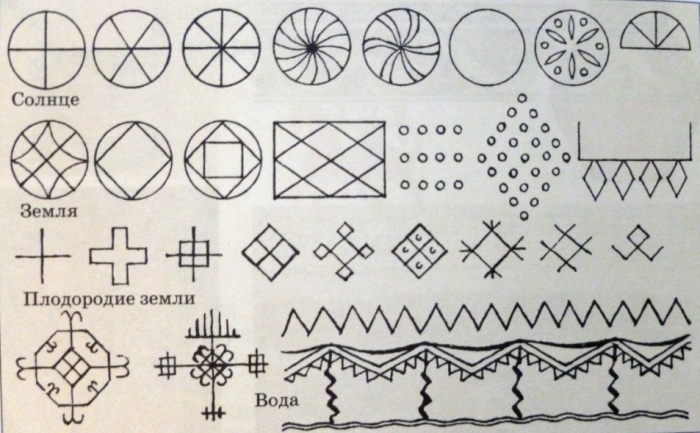 Солнце
Земля
Плодородие земли
Вода